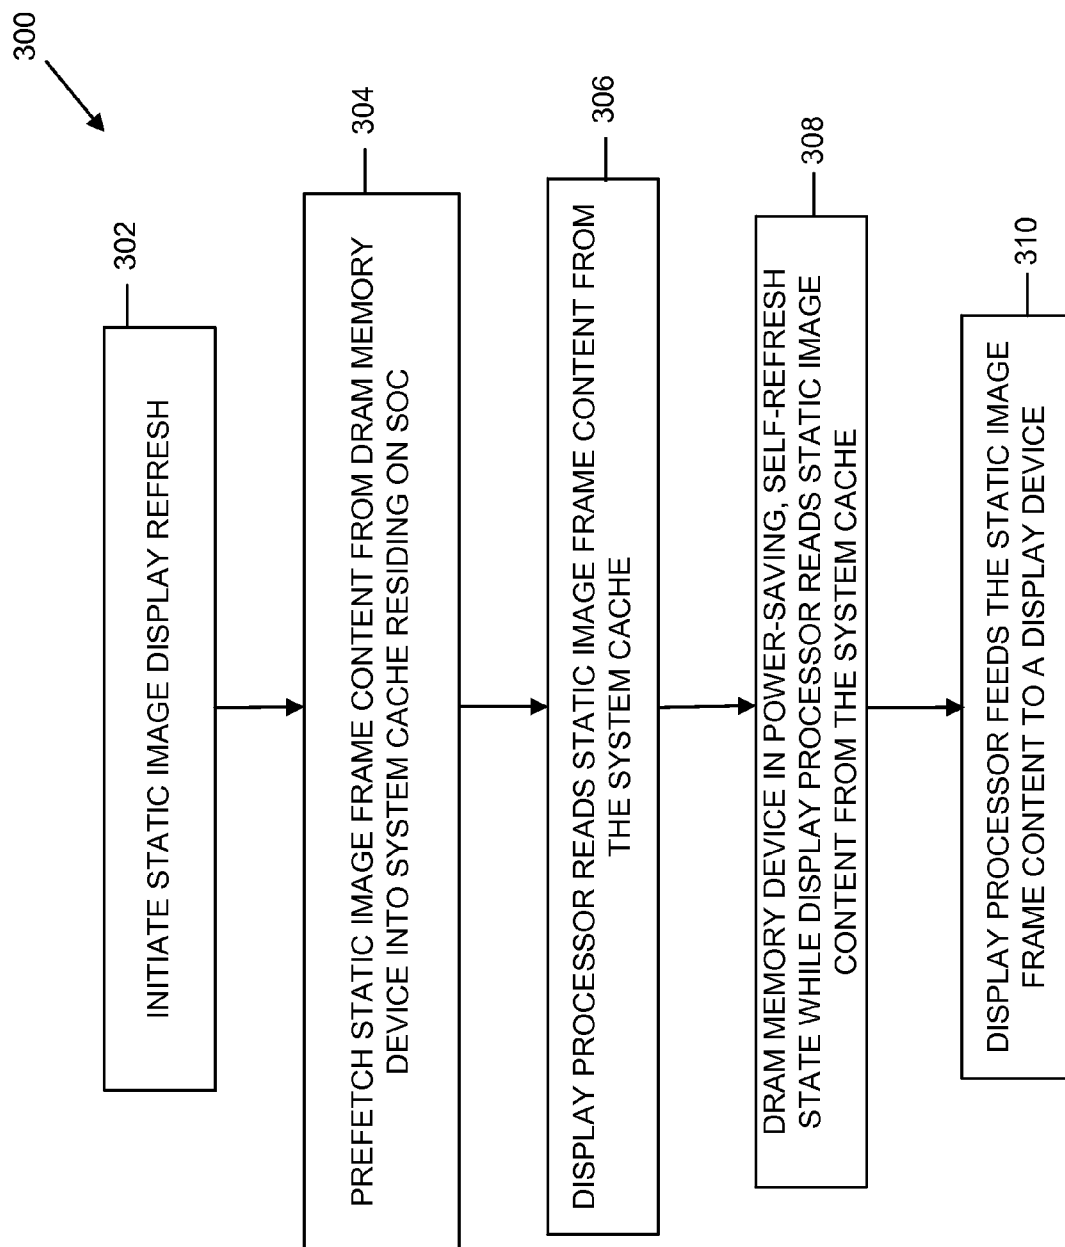 300
302
INITIATE STATIC IMAGE DISPLAY REFRESH
304
PREFETCH STATIC IMAGE FRAME CONTENT FROM DRAM MEMORY
DEVICE INTO SYSTEM CACHE RESIDING ON SOC
306
DISPLAY PROCESSOR READS STATIC IMAGE FRAME CONTENT FROM
THE SYSTEM CACHE
308
DRAM MEMORY DEVICE IN POWER-SAVING, SELF-REFRESH
STATE WHILE DISPLAY PROCESSOR READS STATIC IMAGE
CONTENT FROM THE SYSTEM CACHE
310
DISPLAY PROCESSOR FEEDS THE STATIC IMAGE
FRAME CONTENT TO A DISPLAY DEVICE